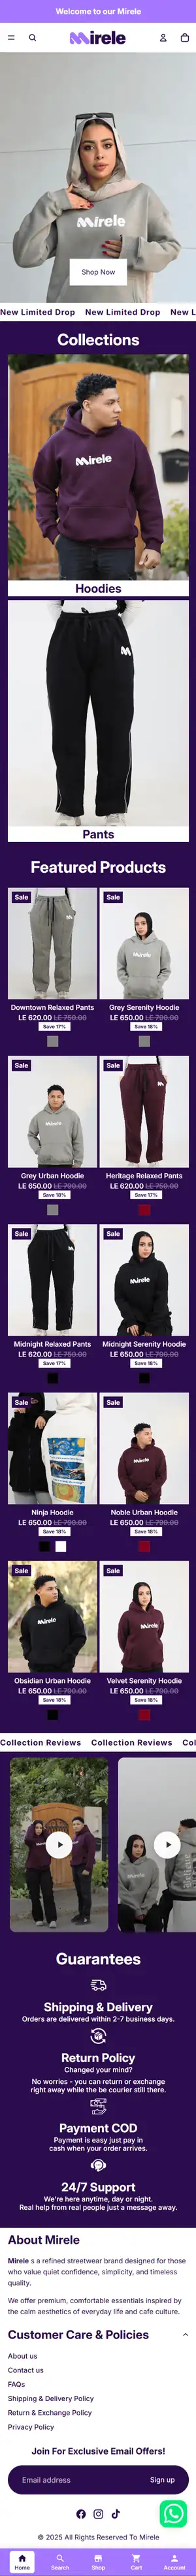 Welcome to our Mirele
Mirele
Mirele
Shop Now
New Limited Drop New Limited Drop New L
Collections
Mirele
Hoodies
Pants
Featured Products
Sale
Sale
Downtown Relaxed Pants
LE 620.00 LE 750.00
Save 17%
Grey Serenity Hoodie
LE 650.00 LE 790.00
Save 18%
Sale
Sale
Grey Urban Hoodie
LE 650.00 LE 790.00
Save 18%
Heritage Relaxed Pants
LE 620.00 LE 750.00
Save 17%
Sale
Sale
Midnight Relaxed Pants
LE 620.00 LE 750.00
Save 17%
Midnight Serenity Hoodie
LE 650.00 LE 790.00
Save 18%
Sale
Sale
Ninja Hoodie
LE 650.00 LE 790.00
Save 18%
Noble Urban Hoodie
LE 650.00 LE 790.00
Save 18%
Sale
Sale
Obsidian Urban Hoodie
LE 650.00 LE 790.00
Save 18%
Velvet Serenity Hoodie
LE 650.00 LE 790.00
Save 18%
Collection Reviews Collection Reviews Col
Guarantees
Shipping & Delivery
Orders are delivered within 2-7 business days.
Return Policy
Changed your mind?
No worries - you can return or exchange
right away while the be courier still there.
Payment COD
Payment is easy just pay in
cash when your order arrives.
24/7 Support
We're here anytime, day or night.
Real help from real people just a message away.
About Mirele
Mirele is a refined streetwear brand designed for those
who value quiet confidence, simplicity, and timeless
quality.
We offer premium, comfortable essentials inspired by
the calm aesthetics of everyday life and cafe culture.
Customer Care & Policies
About us
Contact us
FAQs
Shipping & Delivery Policy
Return & Exchange Policy
Privacy Policy
Join For Exclusive Email Offers!
Email address Sign up
© 2025 All Rights Reserved To Mirele
Home Search Shop Cart Account